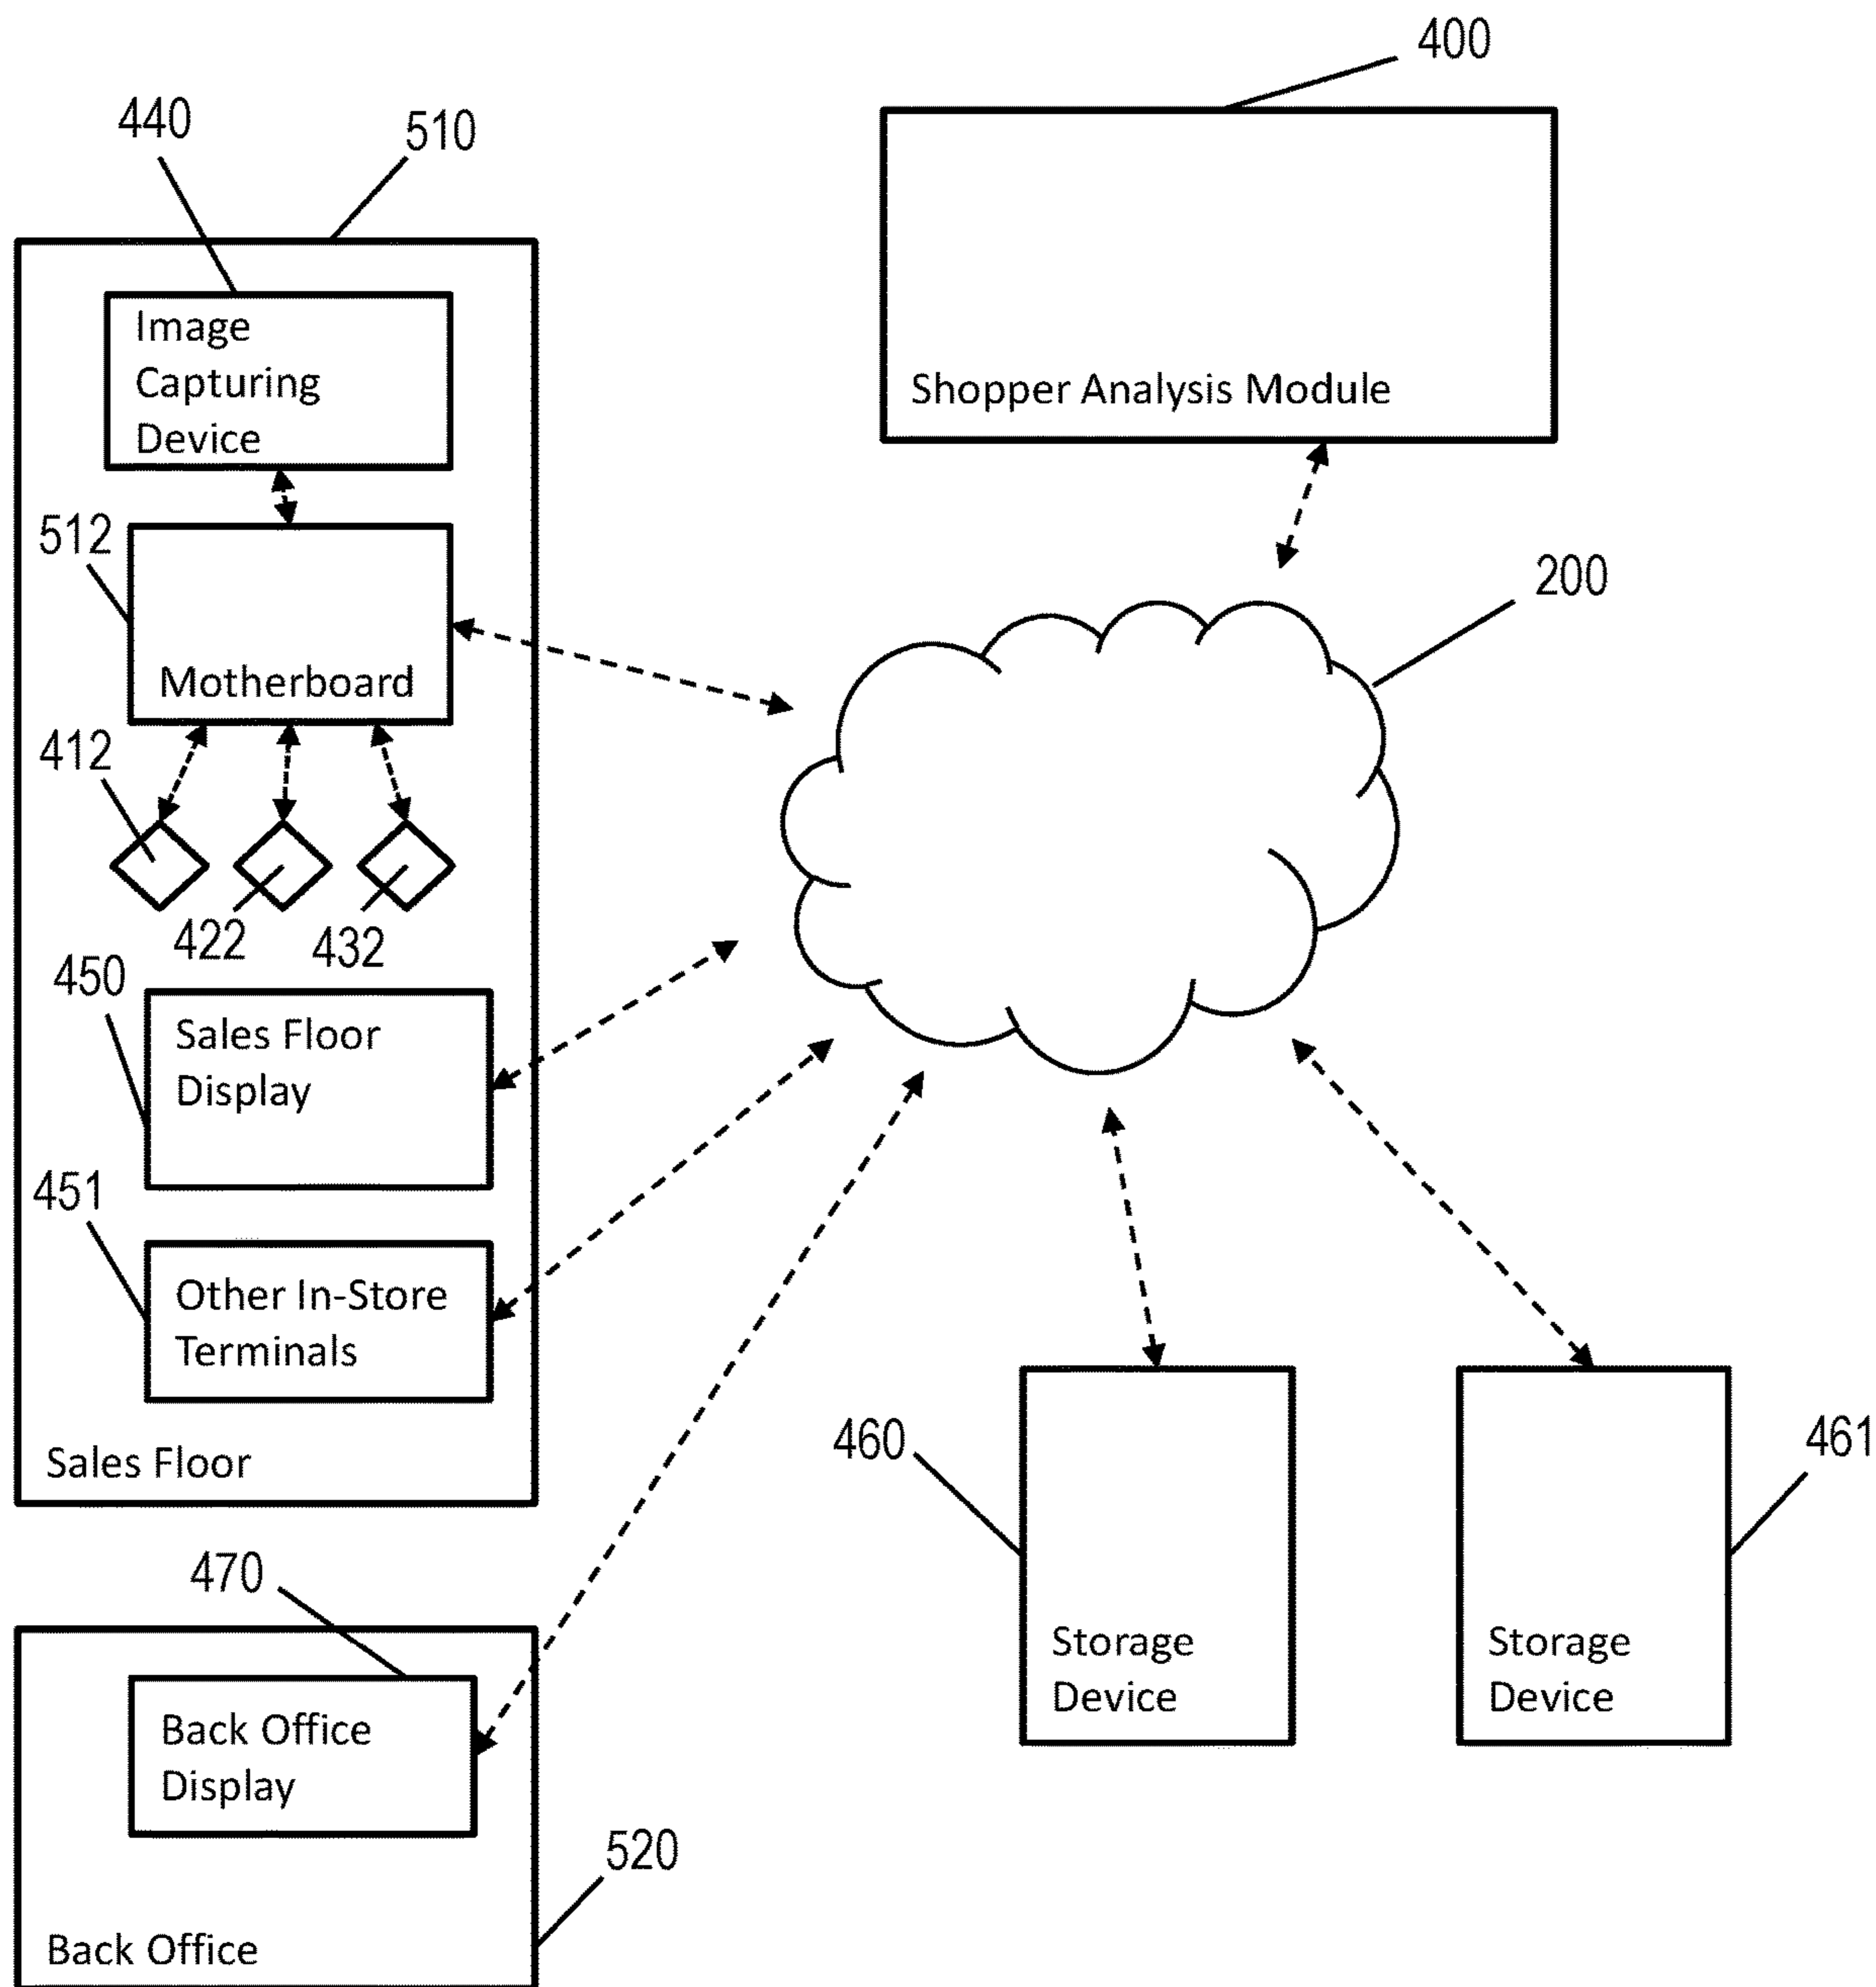 400
440
510
Image
Capturing
Device
Shopper Analysis Module
512
200
Motherboard
412
422
432
450
Sales Floor
Display
451
Other In-Store
Terminals
460
461
Sales Floor
470
Storage
Device
Storage
Device
Back Office
Display
520
Back Office